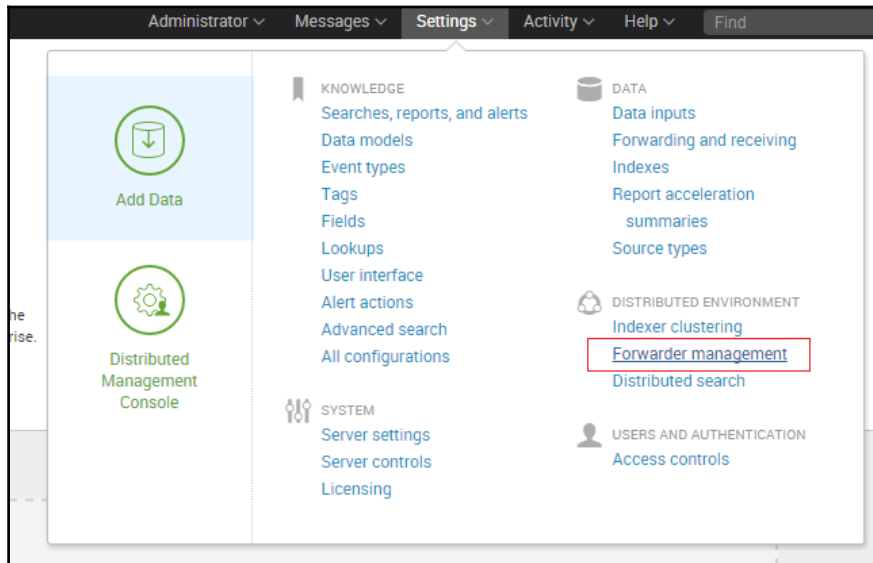 Administrator Messages Settings Activity Help Find
Add Data
Distributed
Management
Console
he
rise.
KNOWLEDGE
Searches, reports, and alerts
Data models
Event types
Tags
Fields
Lookups
User interface
Alert actions
Advanced search
All configurations
SYSTEM
Server settings
Server controls
Licensing
DATA
Data inputs
Forwarding and receiving
Indexes
Report acceleration
summaries
Source types
DISTRIBUTED ENVIRONMENT
Indexer clustering
Forwarder management
Distributed search
USERS AND AUTHENTICATION
Access controls